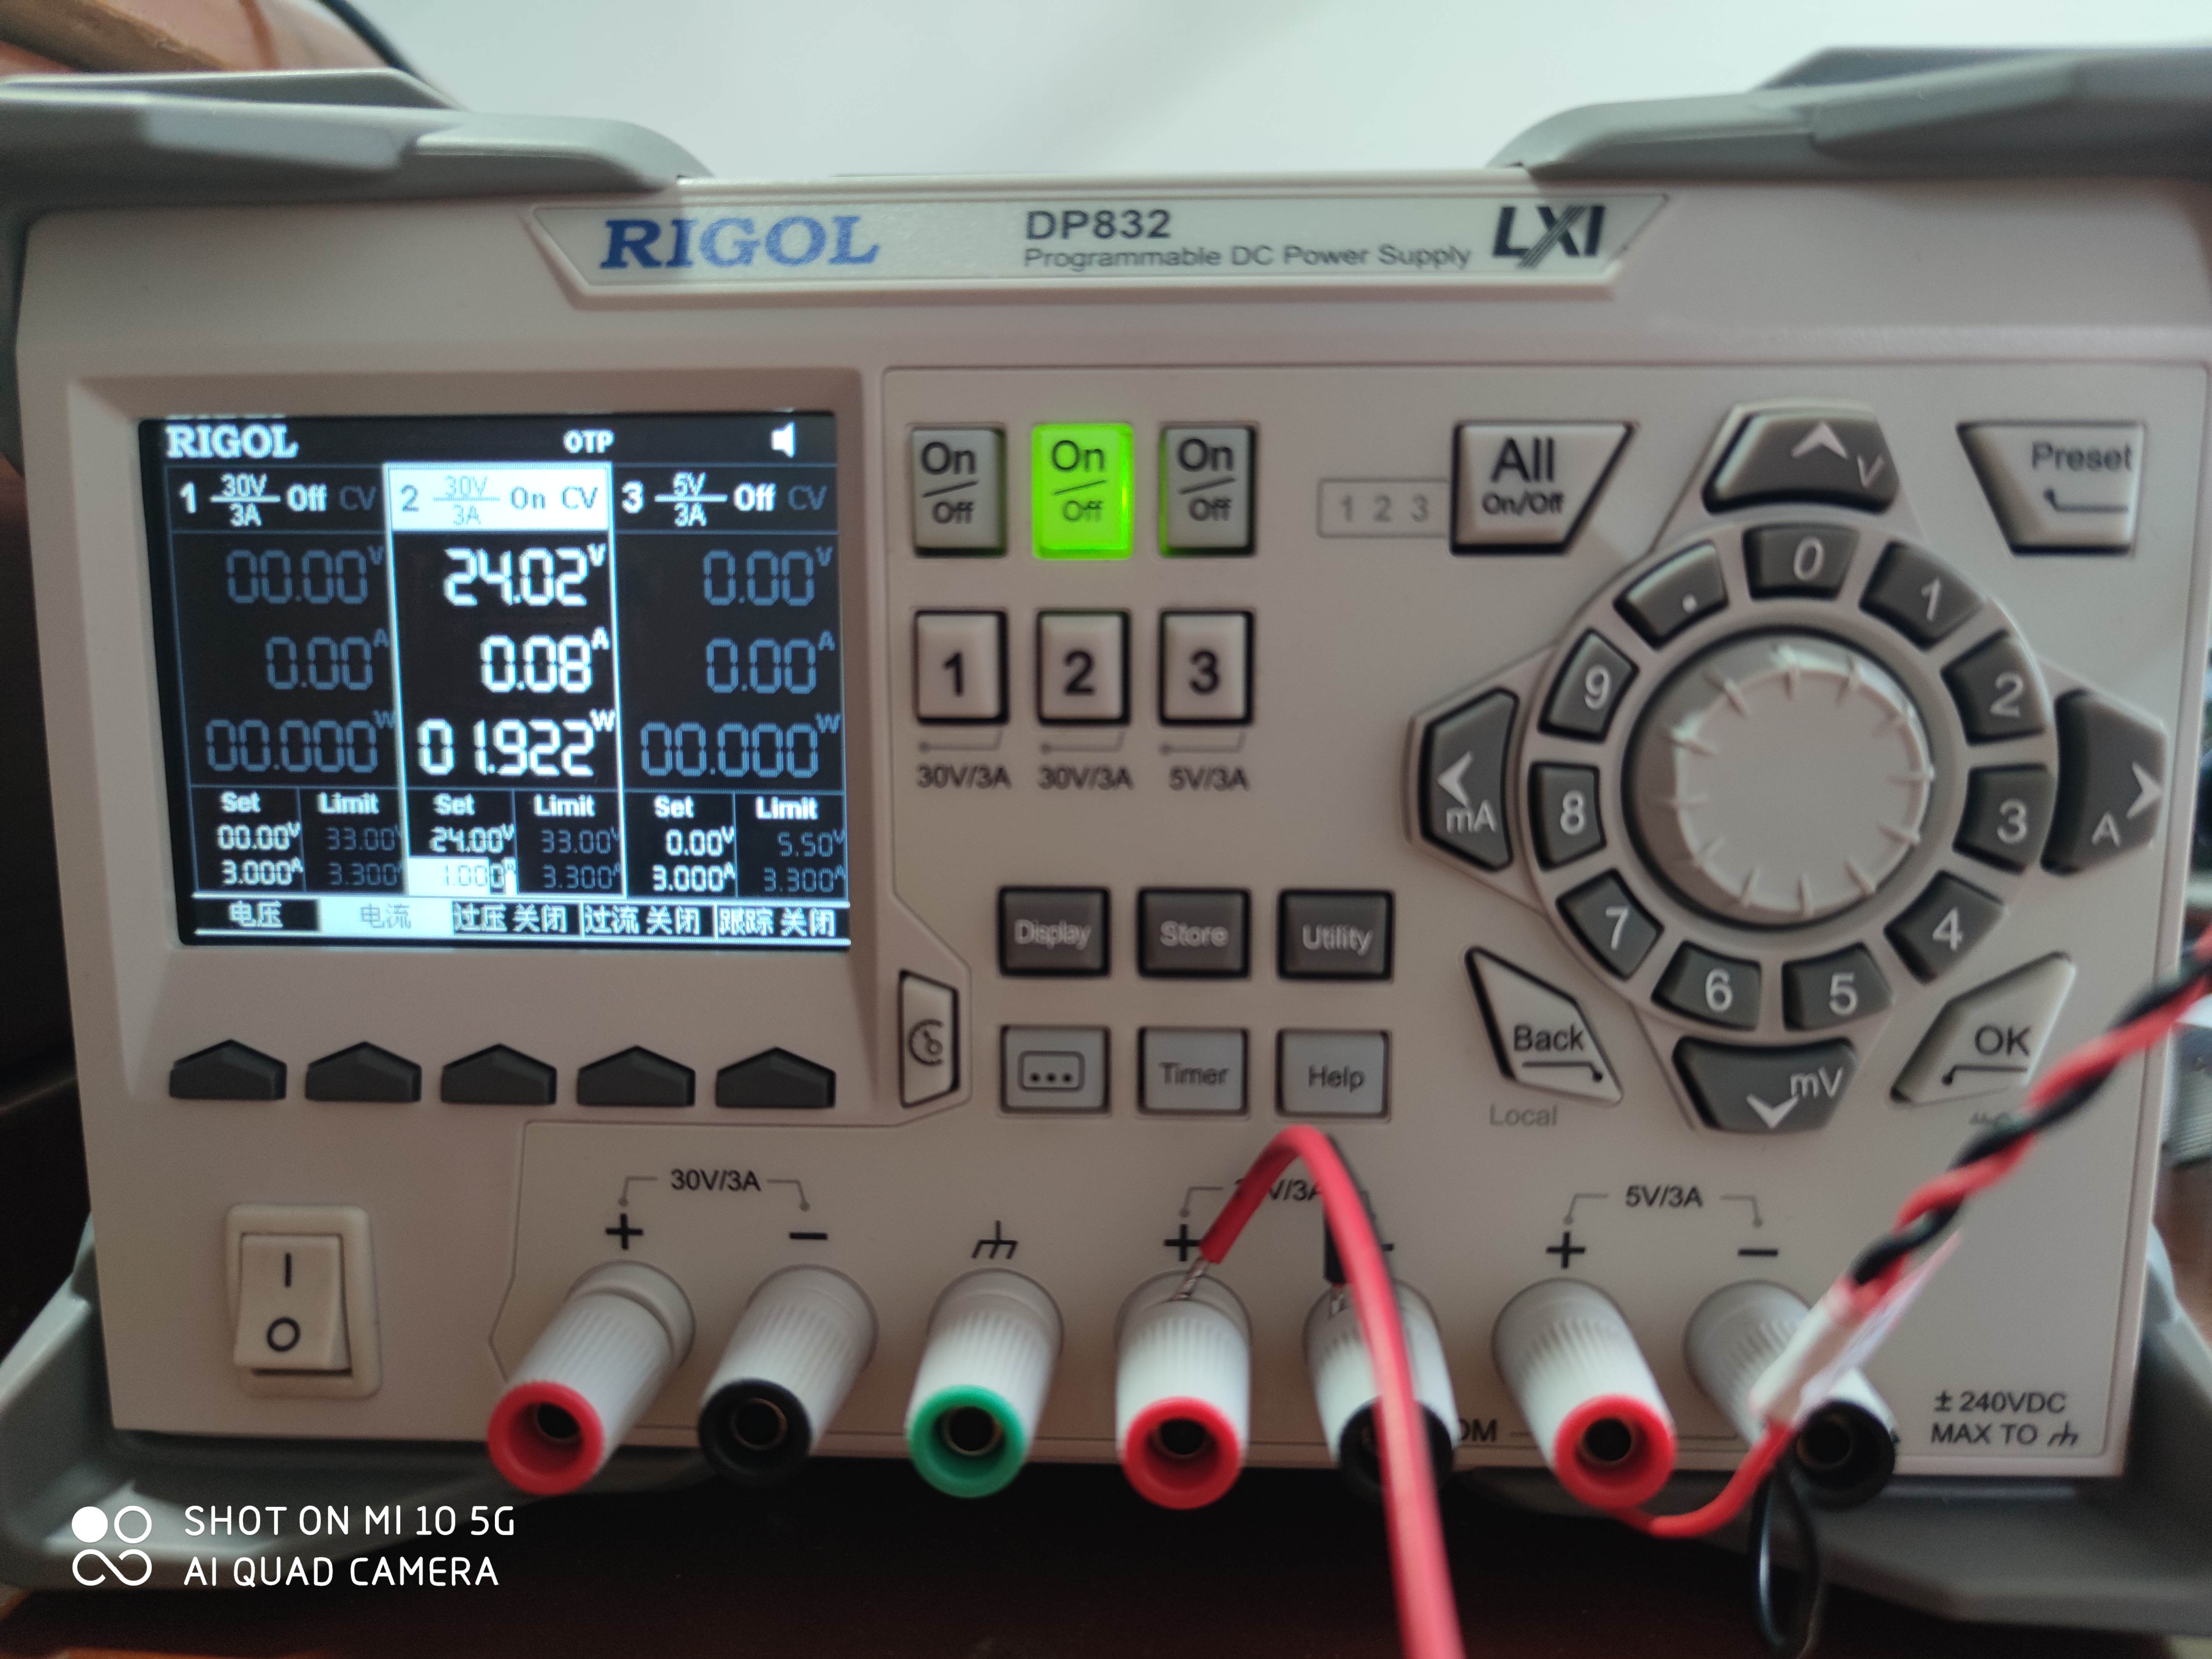 RIGOL
DP832
Programmable DC Power Supply
LXI
RIGOL OTP
1 30V/3A Off CV 2 30V/3A On CV 3 5V/3A Off CV
00.00V 24.02V 0.00V
0.00A 0.08A 0.00A
00.000W 01.922W 00.000W
Set Limit Set Limit Set Limit
00.00V 33.00V 24.00V 33.00V 0.00V 5.50V
3.000A 3.300A 1.000 3.300A 3.000A 3.300A
电压 电流 过压 关闭 过流 关闭 跟踪 关闭
On/Off On/Off On/Off
1 2 3
All On/Off
V
Preset
1 2 3
30V/3A 30V/3A 5V/3A
. 0 1 2 3 4 5 6 7 8 9
mA
A
mV
Display Store Utility
... Timer Help
Back
Local
OK
30V/3A
+ −
V/3A
+
5V/3A
+ −
I
O
OM
± 240VDC
MAX TO
SHOT ON MI 10 5G
AI QUAD CAMERA